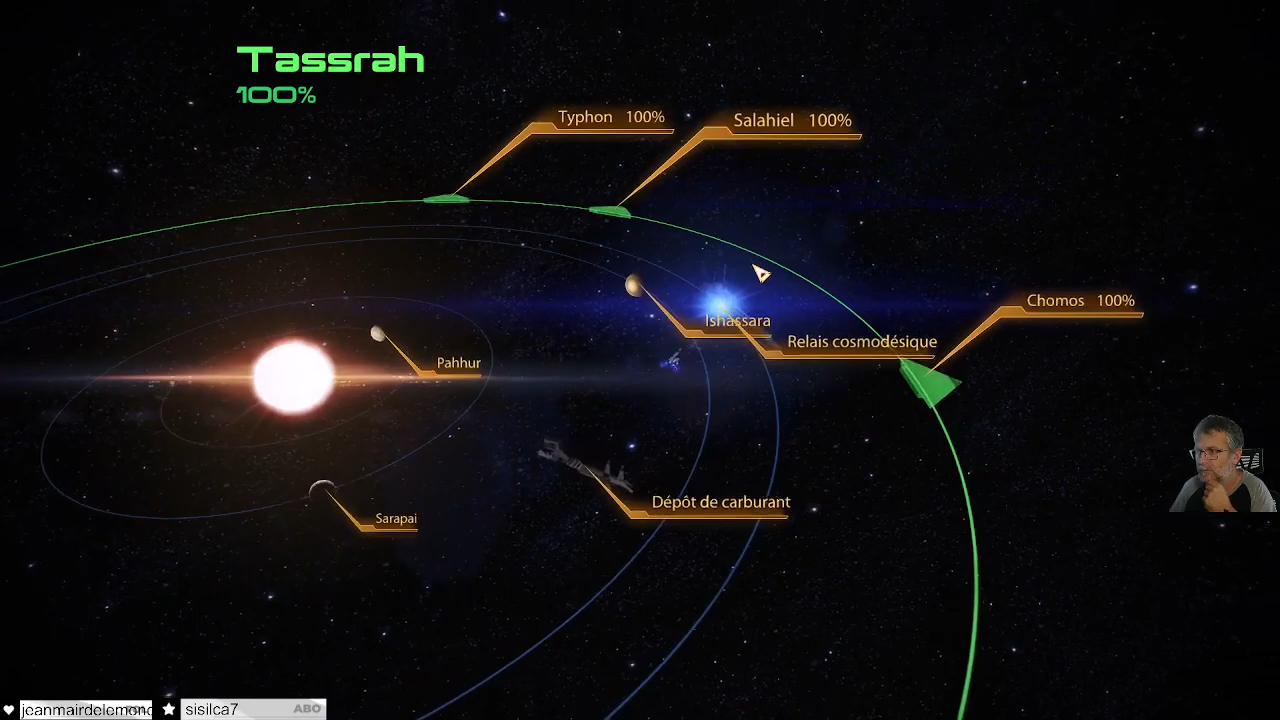 Tassrah
100%
Typhon 100%
Salahiel 100%
Chomos 100%
Ishassara
Relais cosmodésique
Pahhur
Dépôt de carburant
Sarapai
sisilca7 ABO